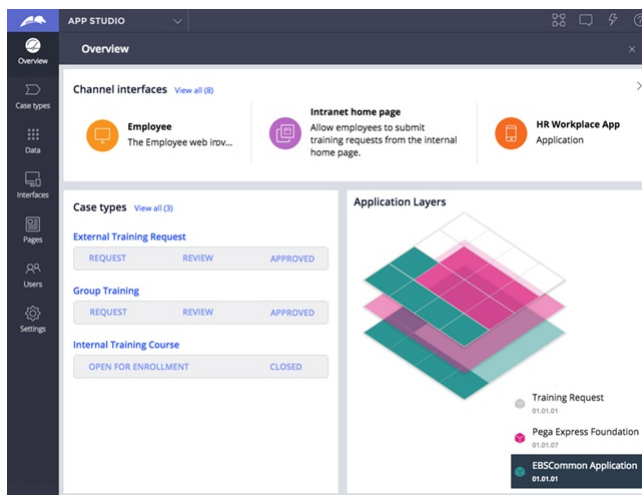 APP STUDIO
Overview
Overview
Case types
Data
Interfaces
Pages
Users
Settings
Channel interfaces View all (8)
Employee
The Employee web
Intranet home page
Allow employees to submit
training requests from the internal
home page.
HR Workplace App
Application
Case types View all (3)
External Training Request
REQUEST REVIEW APPROVED
Group Training
REQUEST REVIEW APPROVED
Internal Training Course
OPEN FOR ENROLLMENT CLOSED
Application Layers
Training Request
01.01.01
Pega Express Foundation
01.01.07
EBSCommon Application
01.01.01